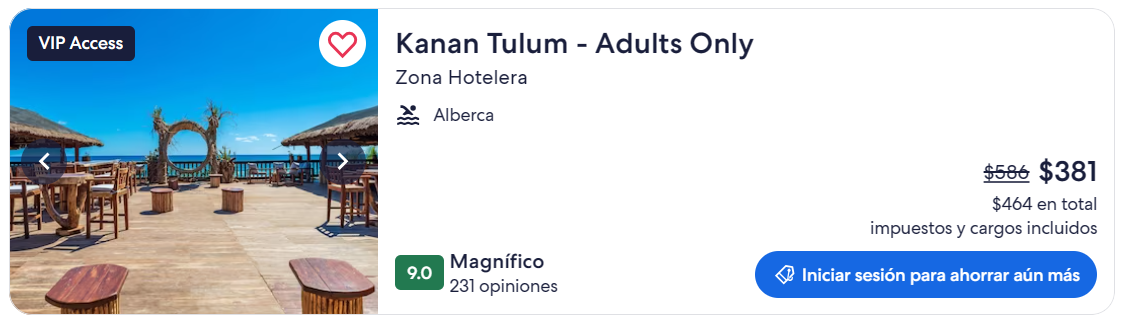 VIP Access
Kanan Tulum - Adults Only
Zona Hotelera
Alberca
$586 $381
$464 en total
impuestos y cargos incluidos
9.0 Magnífico
231 opiniones
Iniciar sesión para ahorrar aún más